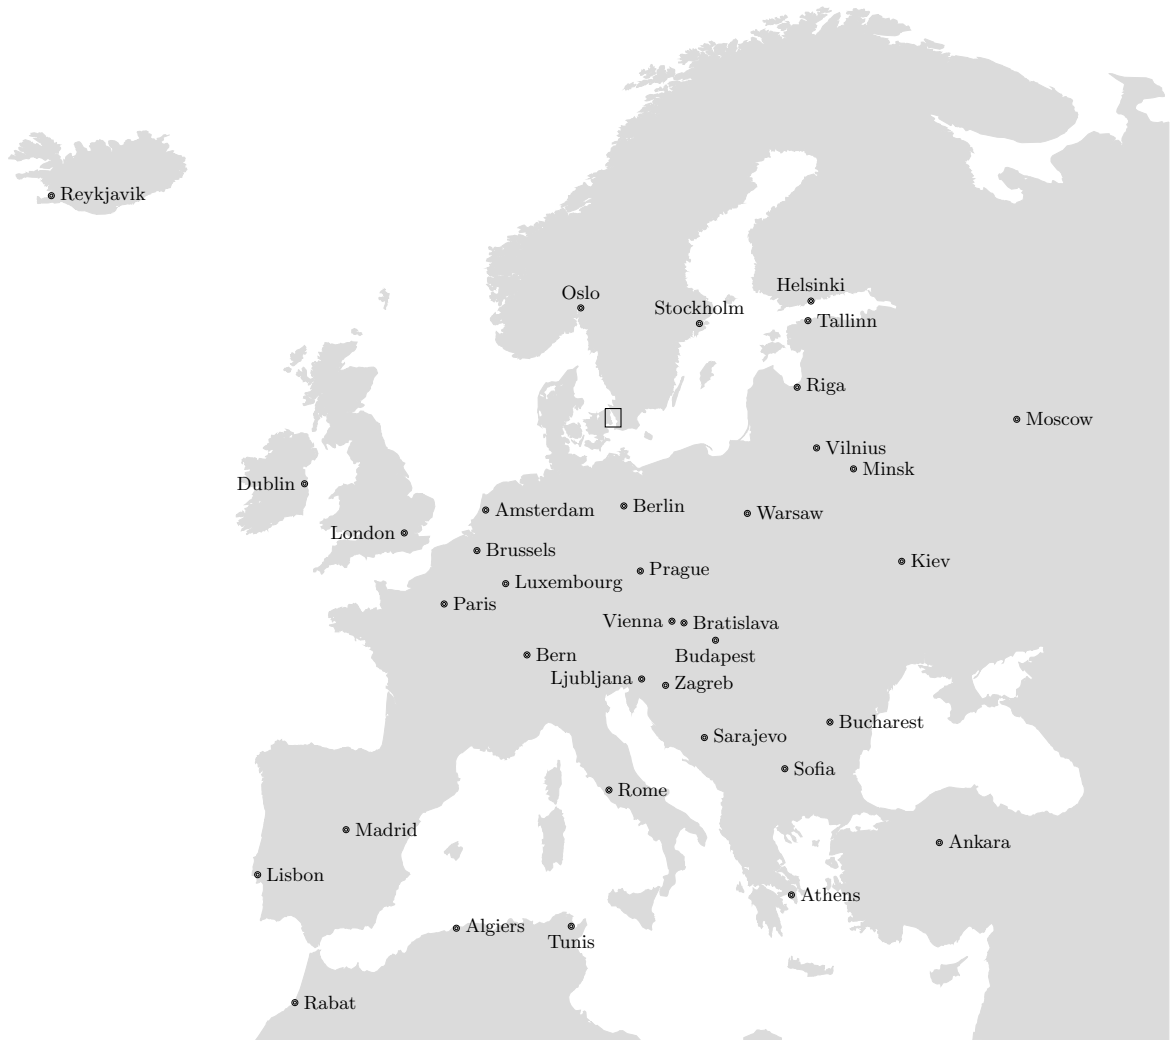 Reykjavik
Helsinki
Oslo
Stockholm
Tallinn
Riga
Moscow
Vilnius
Minsk
Dublin
Amsterdam
Berlin
Warsaw
London
Brussels
Kiev
Prague
Luxembourg
Paris
Vienna
Bratislava
Bern
Budapest
Ljubljana
Zagreb
Bucharest
Sarajevo
Sofia
Rome
Madrid
Ankara
Lisbon
Athens
Algiers
Tunis
Rabat